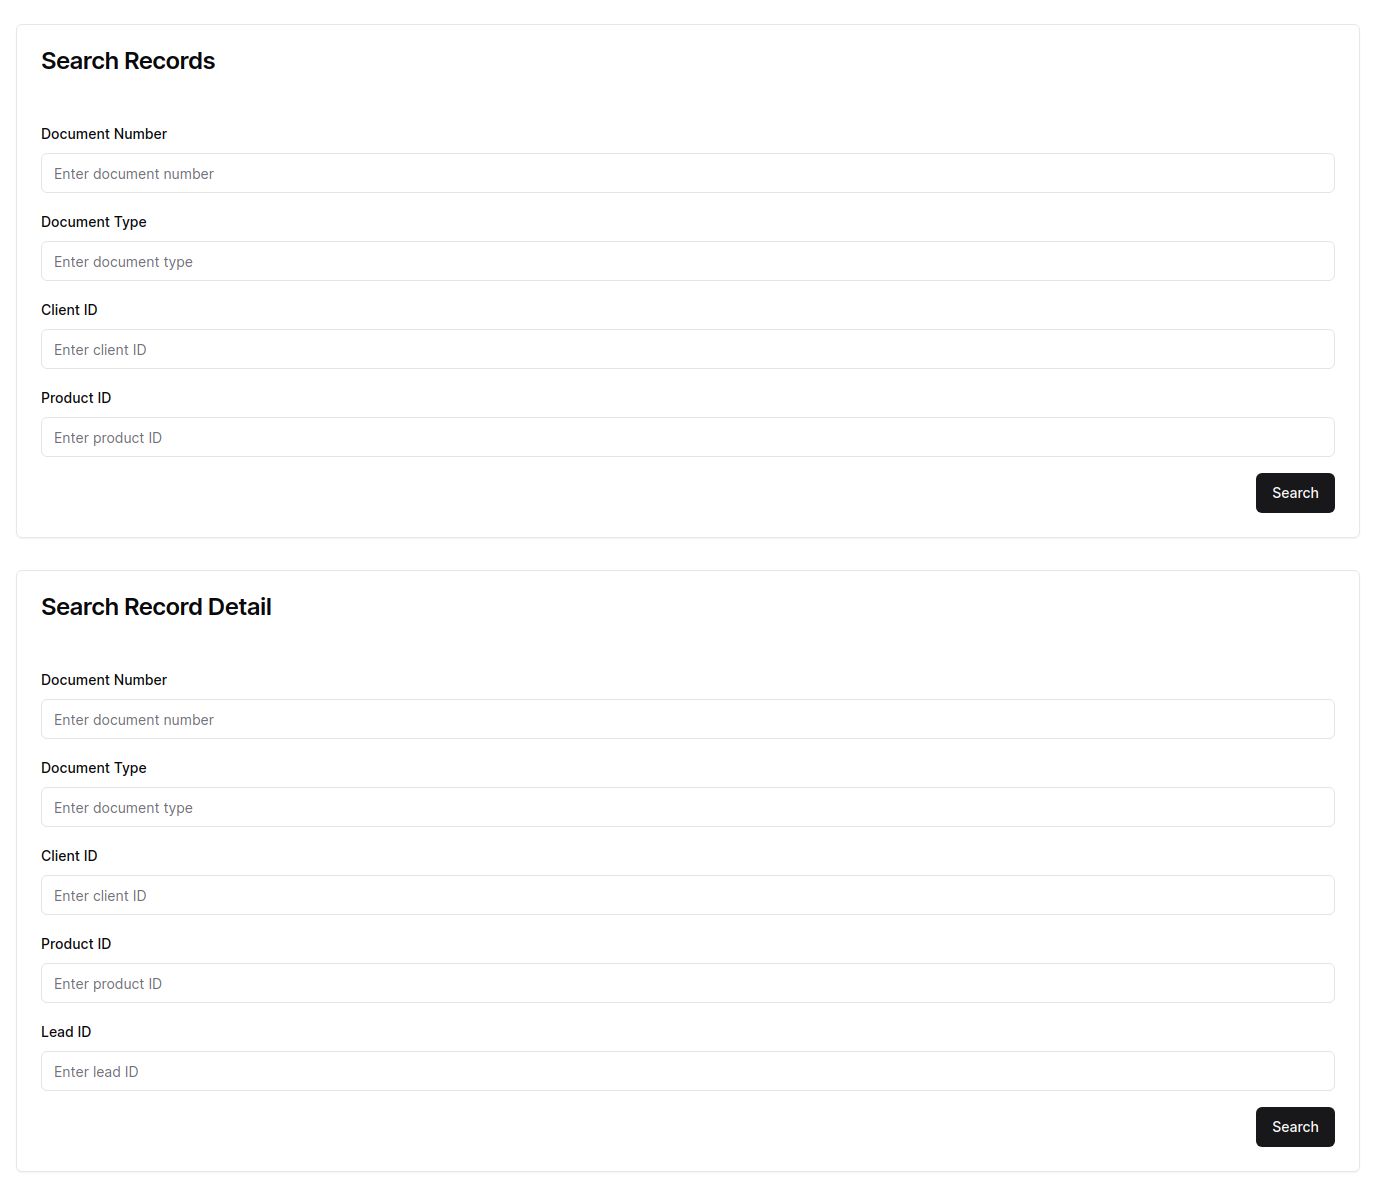 Search Records
Document Number
Enter document number
Document Type
Enter document type
Client ID
Enter client ID
Product ID
Enter product ID
Search
Search Record Detail
Document Number
Enter document number
Document Type
Enter document type
Client ID
Enter client ID
Product ID
Enter product ID
Lead ID
Enter lead ID
Search